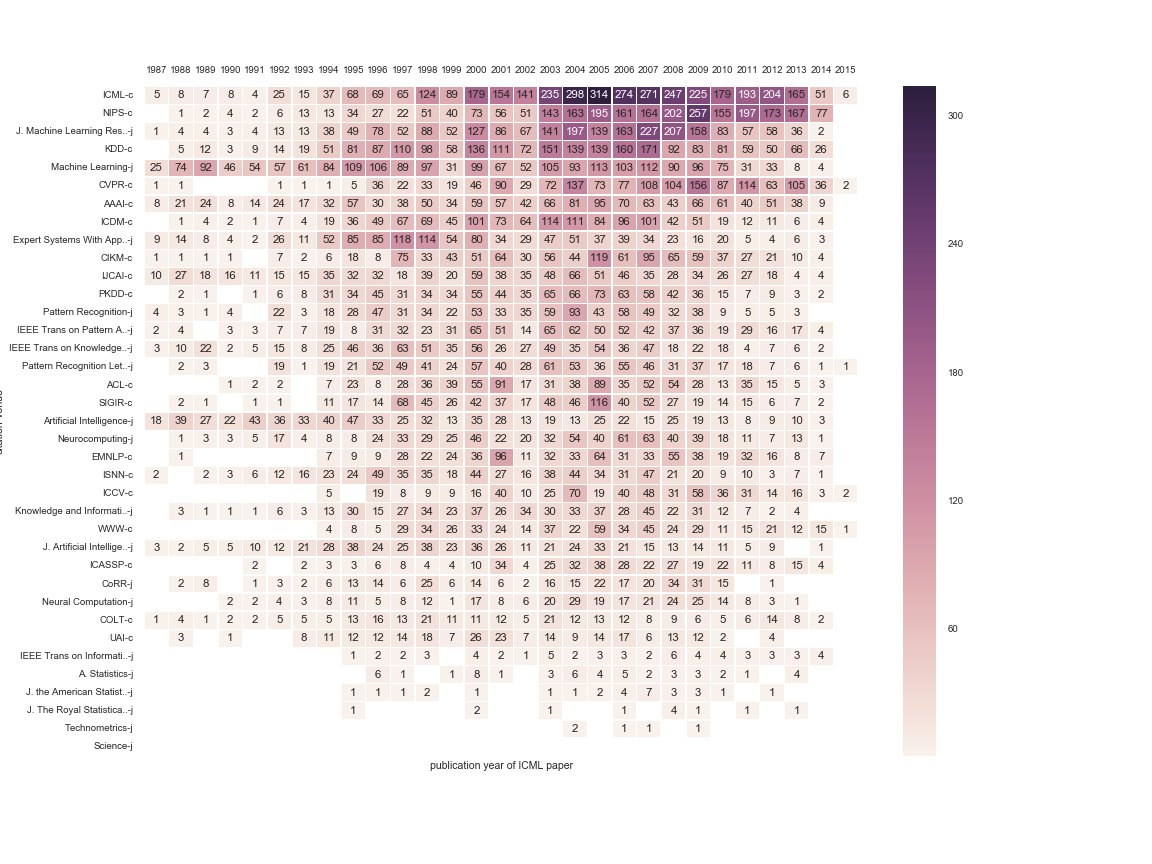 1987 1988 1989 1990 1991 1992 1993 1994 1995 1996 1997 1998 1999 2000 2001 2002 2003 2004 2005 2006 2007 2008 2009 2010 2011 2012 2013 2014 2015
ICML-c 5 8 7 8 4 25 15 37 68 69 65 124 89 179 154 141 235 298 314 274 271 247 225 179 193 204 165 51 6
NIPS-c 1 2 4 2 6 13 13 34 27 22 51 40 73 56 51 143 163 195 161 164 202 257 155 197 173 167 77
J. Machine Learning Res..-j 1 4 4 3 4 13 13 38 49 78 52 88 52 127 86 67 141 197 139 163 227 207 158 83 57 58 36 2
KDD-c 5 12 3 9 14 19 51 81 87 110 98 58 136 111 72 151 139 139 160 171 92 83 81 59 50 66 26
Machine Learning-j 25 74 92 46 54 57 61 84 109 106 89 97 31 99 67 52 105 93 113 103 112 90 96 75 31 33 8 4
CVPR-c 1 1 1 1 1 5 36 22 33 19 46 90 29 72 137 73 77 108 104 156 87 114 63 105 36 2
AAAI-c 8 21 24 8 14 24 17 32 57 30 38 50 34 59 57 42 66 81 95 70 63 43 66 61 40 51 38 9
ICDM-c 1 4 2 1 7 4 19 36 49 67 69 45 101 73 64 114 111 84 96 101 42 51 19 12 11 6 4
Expert Systems With App..-j 9 14 8 4 2 26 11 52 85 85 118 114 54 80 34 29 47 51 37 39 34 23 16 20 5 4 6 3
CIKM-c 1 1 1 1 7 2 6 18 8 75 33 43 51 64 30 56 44 119 61 95 65 59 37 27 21 10 4
IJCAI-c 10 27 18 16 11 15 15 35 32 32 18 39 20 59 38 35 48 66 51 46 35 28 34 26 27 18 4 4
PKDD-c 2 1 1 6 8 31 34 45 31 34 34 55 44 35 65 66 73 63 58 42 36 15 7 9 3 2
Pattern Recognition-j 4 3 1 4 22 3 18 28 47 31 34 22 53 33 35 59 93 43 58 49 32 38 9 5 5 3
IEEE Trans on Pattern A..-j 2 4 3 3 7 7 19 8 31 32 23 31 65 51 14 65 62 50 52 42 37 36 19 29 16 17 4
IEEE Trans on Knowledge..-j 3 10 22 2 5 15 8 25 46 36 63 51 35 56 26 27 49 35 54 36 47 18 22 18 4 7 6 2
Pattern Recognition Let..-j 2 3 19 1 19 21 52 49 41 24 57 40 28 61 53 36 55 46 31 37 17 18 7 6 1 1
ACL-c 1 2 2 7 23 8 28 36 39 55 91 17 31 38 89 35 52 54 28 13 35 15 5 3
SIGIR-c 2 1 1 1 11 17 14 68 45 26 42 37 17 48 46 116 40 52 27 19 14 15 6 7 2
Artificial Intelligence-j 18 39 27 22 43 36 33 40 47 33 25 32 13 35 28 13 19 13 25 22 15 25 19 13 8 9 10 3
Neurocomputing-j 1 3 3 5 17 4 8 8 24 33 29 25 46 22 20 32 54 40 61 63 40 39 18 11 7 13 1
EMNLP-c 1 7 9 9 28 22 24 36 96 11 32 33 64 31 33 55 38 19 32 16 8 7
ISNN-c 2 2 3 6 12 16 23 24 49 35 35 18 44 27 16 38 44 34 31 47 21 20 9 10 3 7 1
ICCV-c 5 19 8 9 9 16 40 10 25 70 19 40 48 31 58 36 31 14 16 3 2
Knowledge and Informati..-j 3 1 1 1 6 3 13 30 15 27 34 23 37 26 34 30 33 37 28 45 22 31 12 7 2 4
WWW-c 4 8 5 29 34 26 33 24 14 37 22 59 34 45 24 29 11 15 21 12 15 1
J. Artificial Intellige..-j 3 2 5 5 10 12 21 28 38 24 25 38 23 36 26 11 21 24 33 21 15 13 14 11 5 9 1
ICASSP-c 2 2 3 3 6 8 4 4 10 34 4 25 32 38 28 22 27 19 22 11 8 15 4
CoRR-j 2 8 1 3 2 6 13 14 6 25 6 14 6 2 16 15 22 17 20 34 31 15 1
Neural Computation-j 2 2 4 3 8 11 5 8 12 1 17 8 6 20 29 19 17 21 24 25 14 8 3 1
COLT-c 1 4 1 2 2 5 5 5 13 16 13 21 11 11 12 5 21 12 13 12 8 9 6 5 6 14 8 2
UAI-c 3 1 8 11 12 12 14 18 7 26 23 7 14 9 14 17 6 13 12 2 4
IEEE Trans on Informati..-j 1 2 2 3 4 2 1 5 2 3 3 2 6 4 4 3 3 3 4
A. Statistics-j 6 1 1 8 1 3 6 4 5 2 3 3 2 1 4
J. the American Statist..-j 1 1 1 2 1 1 1 2 4 7 3 3 1 1
J. The Royal Statistica..-j 1 2 1 1 4 1 1 1
Technometrics-j 2 1 1 1
Science-j
publication year of ICML paper
300
240
180
120
60